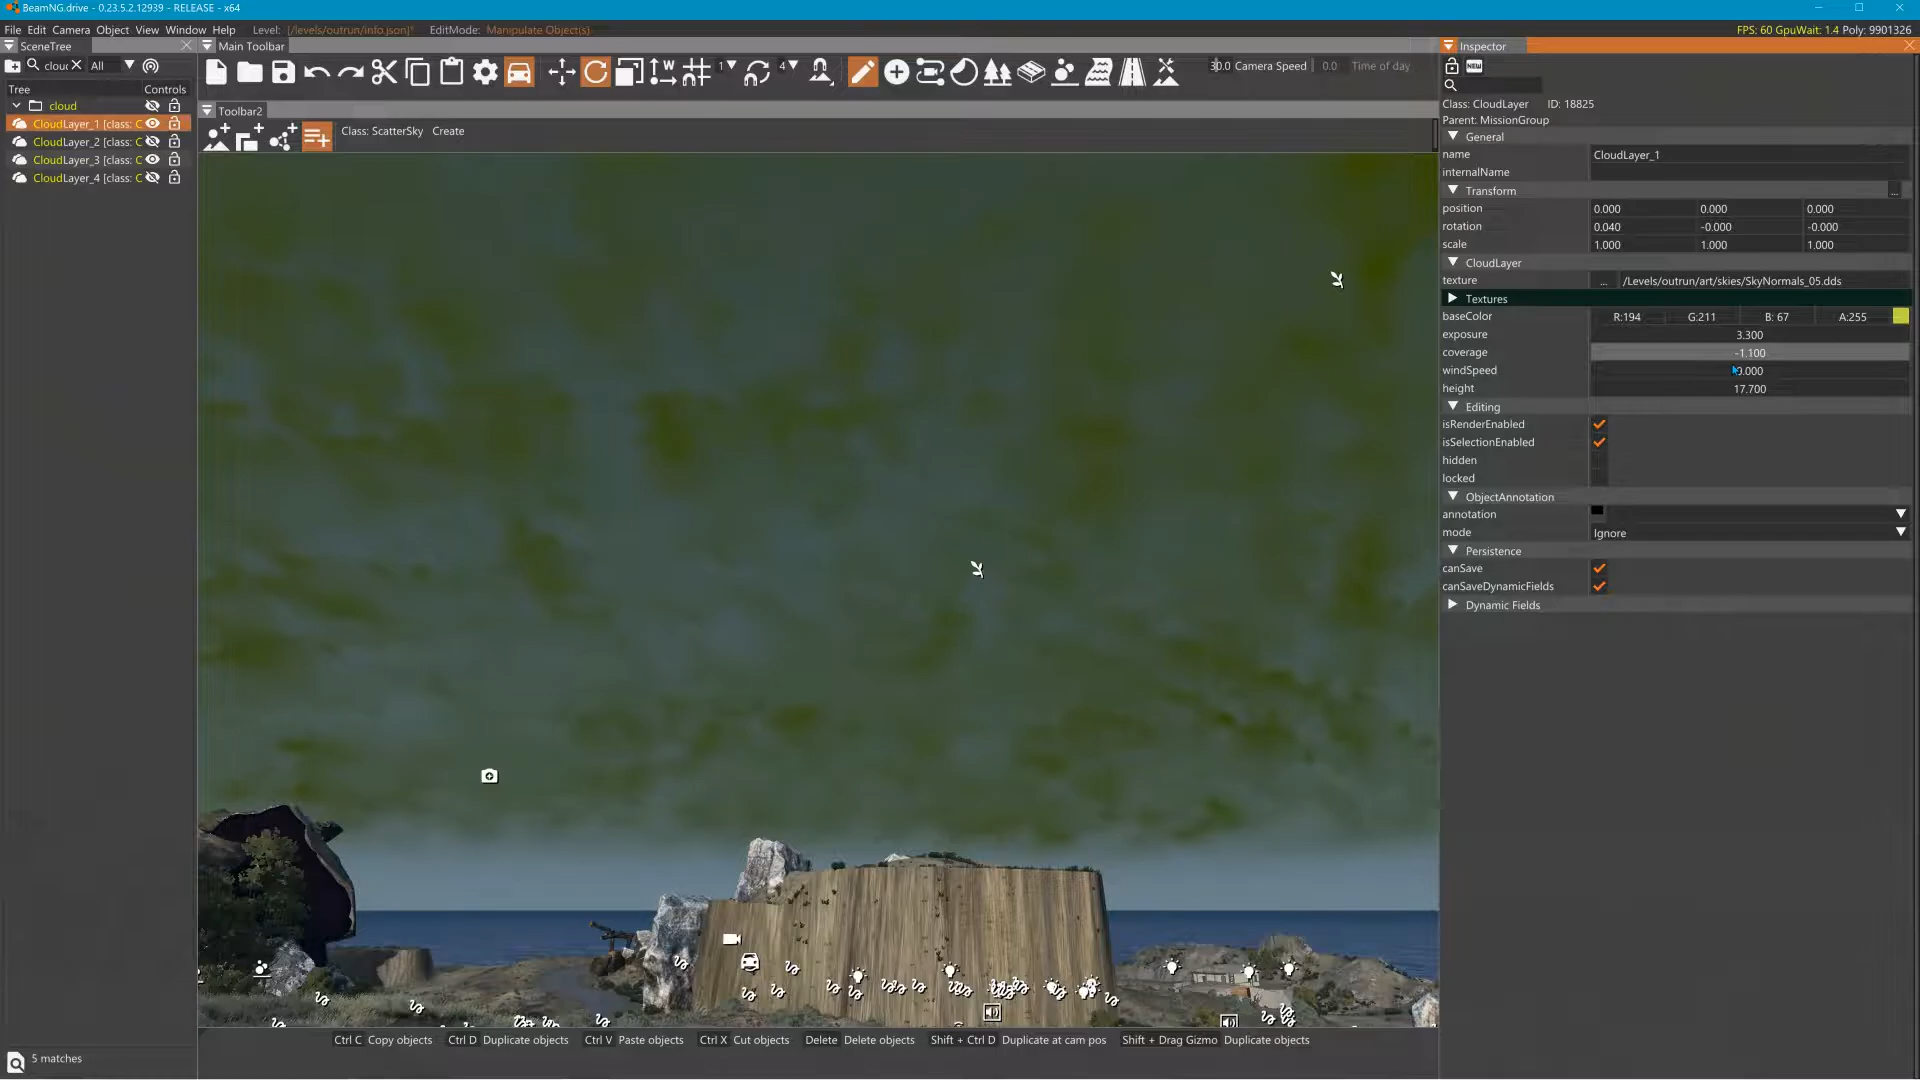 BeamNG.drive - 0.23.5.2.12939 - RELEASE - x64
File Edit Camera Object View Window Help Level: [/levels/outrun/info.json]* EditMode: Manipulate Object(s)
FPS: 60 GpuWait: 1.4 Poly: 9901326
SceneTree
Main Toolbar
Inspector
clou All
1 4
30.0 Camera Speed 0.0 Time of day
NEW
Tree Controls
cloud
CloudLayer_1 [class: C
CloudLayer_2 [class: C
CloudLayer_3 [class: C
CloudLayer_4 [class: C
Toolbar2
Class: ScatterSky Create
Class: CloudLayer ID: 18825
Parent: MissionGroup
General
name CloudLayer_1
internalName
Transform ...
position 0.000 0.000 0.000
rotation 0.040 -0.000 -0.000
scale 1.000 1.000 1.000
CloudLayer
texture ... /Levels/outrun/art/skies/SkyNormals_05.dds
Textures
baseColor R:194 G:211 B: 67 A:255
exposure 3.300
coverage -1.100
windSpeed .000
height 17.700
Editing
isRenderEnabled
isSelectionEnabled
hidden
locked
ObjectAnnotation
annotation
mode Ignore
Persistence
canSave
canSaveDynamicFields
Dynamic Fields
Ctrl C Copy objects Ctrl D Duplicate objects Ctrl V Paste objects Ctrl X Cut objects Delete Delete objects Shift + Ctrl D Duplicate at cam pos Shift + Drag Gizmo Duplicate objects
5 matches